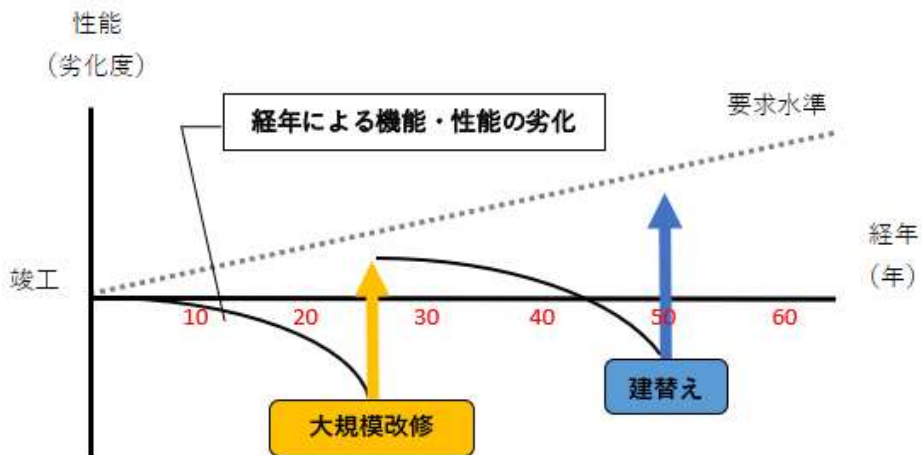 性能
（劣化度）
経年による機能・性能の劣化
要求水準
経年
（年）
竣工
10 20 30 40 50 60
大規模改修
建替え